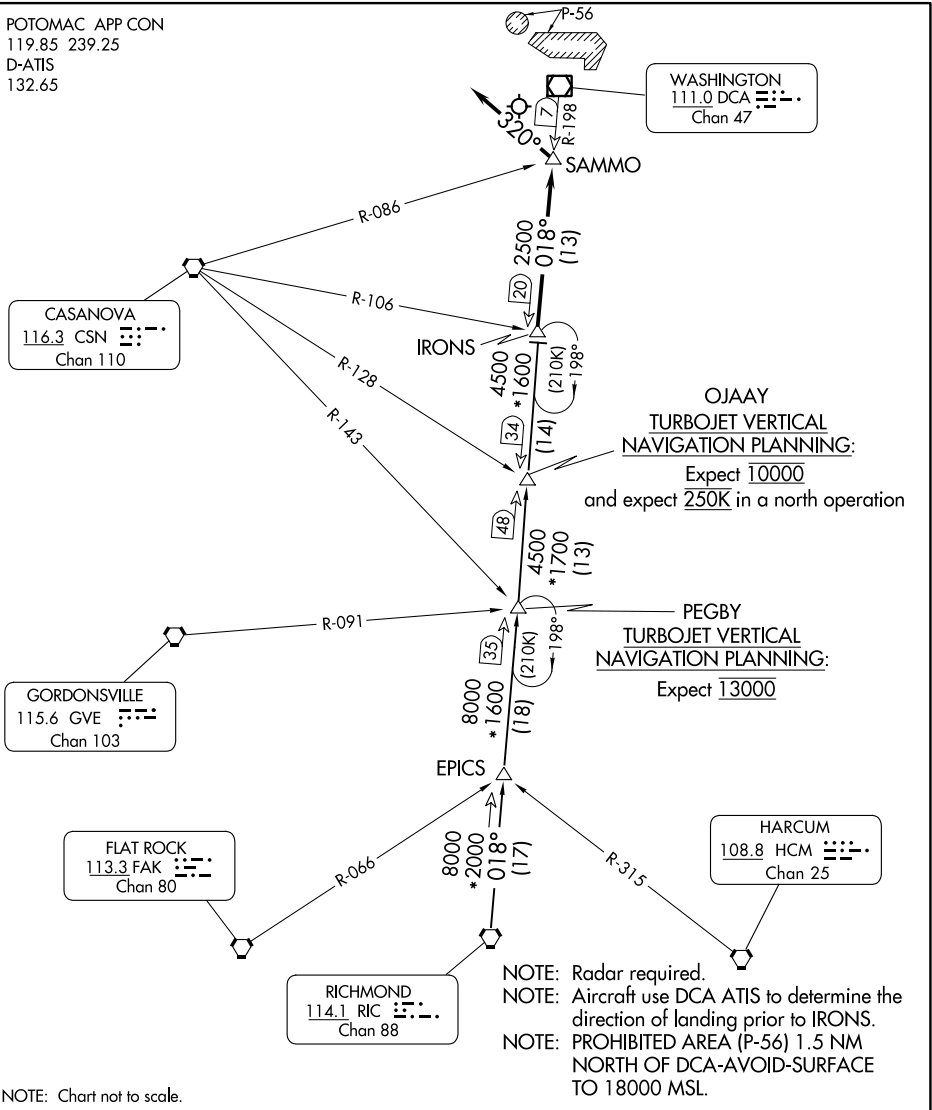 POTOMAC APP CON
119.85 239.25
D-ATIS
132.65
P-56
WASHINGTON
111.0 DCA
Chan 47
7
R-198
320°
SAMMO
R-086
2500
018°
(13)
CASANOVA
116.3 CSN
Chan 110
R-106
20
IRONS
R-128
4500
*1600
(14)
(210K)
198°
R-143
34
OJAAY
TURBOJET VERTICAL
NAVIGATION PLANNING:
Expect 10000
and expect 250K in a north operation
48
4500
*1700
(13)
PEGBY
TURBOJET VERTICAL
NAVIGATION PLANNING:
Expect 13000
R-091
35
(210K)
198°
GORDONSVILLE
115.6 GVE
Chan 103
8000
*1600
(18)
EPICS
FLAT ROCK
113.3 FAK
Chan 80
R-066
8000
*2000
018°
(17)
R-315
HARCUM
108.8 HCM
Chan 25
RICHMOND
114.1 RIC
Chan 88
NOTE: Radar required.
NOTE: Aircraft use DCA ATIS to determine the
direction of landing prior to IRONS.
NOTE: PROHIBITED AREA (P-56) 1.5 NM
NORTH OF DCA-AVOID-SURFACE
TO 18000 MSL.
NOTE: Chart not to scale.